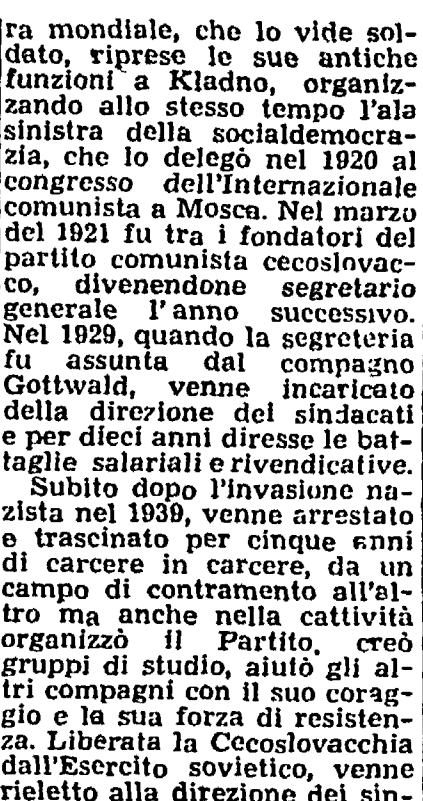 ra mondiale, che lo vide sol-
dato, riprese le sue antiche
funzioni a Kladno, organiz-
zando allo stesso tempo l'ala
sinistra della socialdemocra-
zia, che lo delegò nel 1920 al
congresso dell'Internazionale
comunista a Mosca. Nel marzo
del 1921 fu tra i fondatori del
partito comunista cecoslovac-
co, divenendone segretario
generale l'anno successivo.
Nel 1929, quando la segreteria
fu assunta dal compagno
Gottwald, venne incaricato
della direzione dei sindacati
e per dieci anni diresse le bat-
taglie salariali e rivendicative.
Subito dopo l'invasione na-
zista nel 1939, venne arrestato
e trascinato per cinque anni
di carcere in carcere, da un
campo di contramento all'al-
tro ma anche nella cattività
organizzò il Partito, creò
gruppi di studio, aiutò gli al-
tri compagni con il suo corag-
gio e la sua forza di resisten-
za. Liberata la Cecoslovacchia
dall'Esercito sovietico, venne
rieletto alla direzione dei sin-